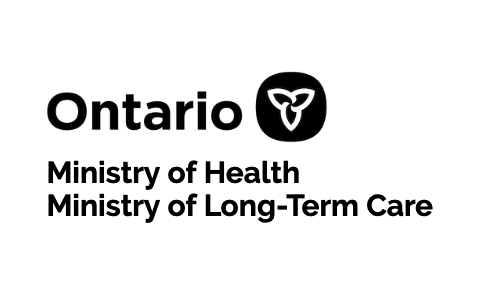 Ontario
Ministry of Health
Ministry of Long-Term Care